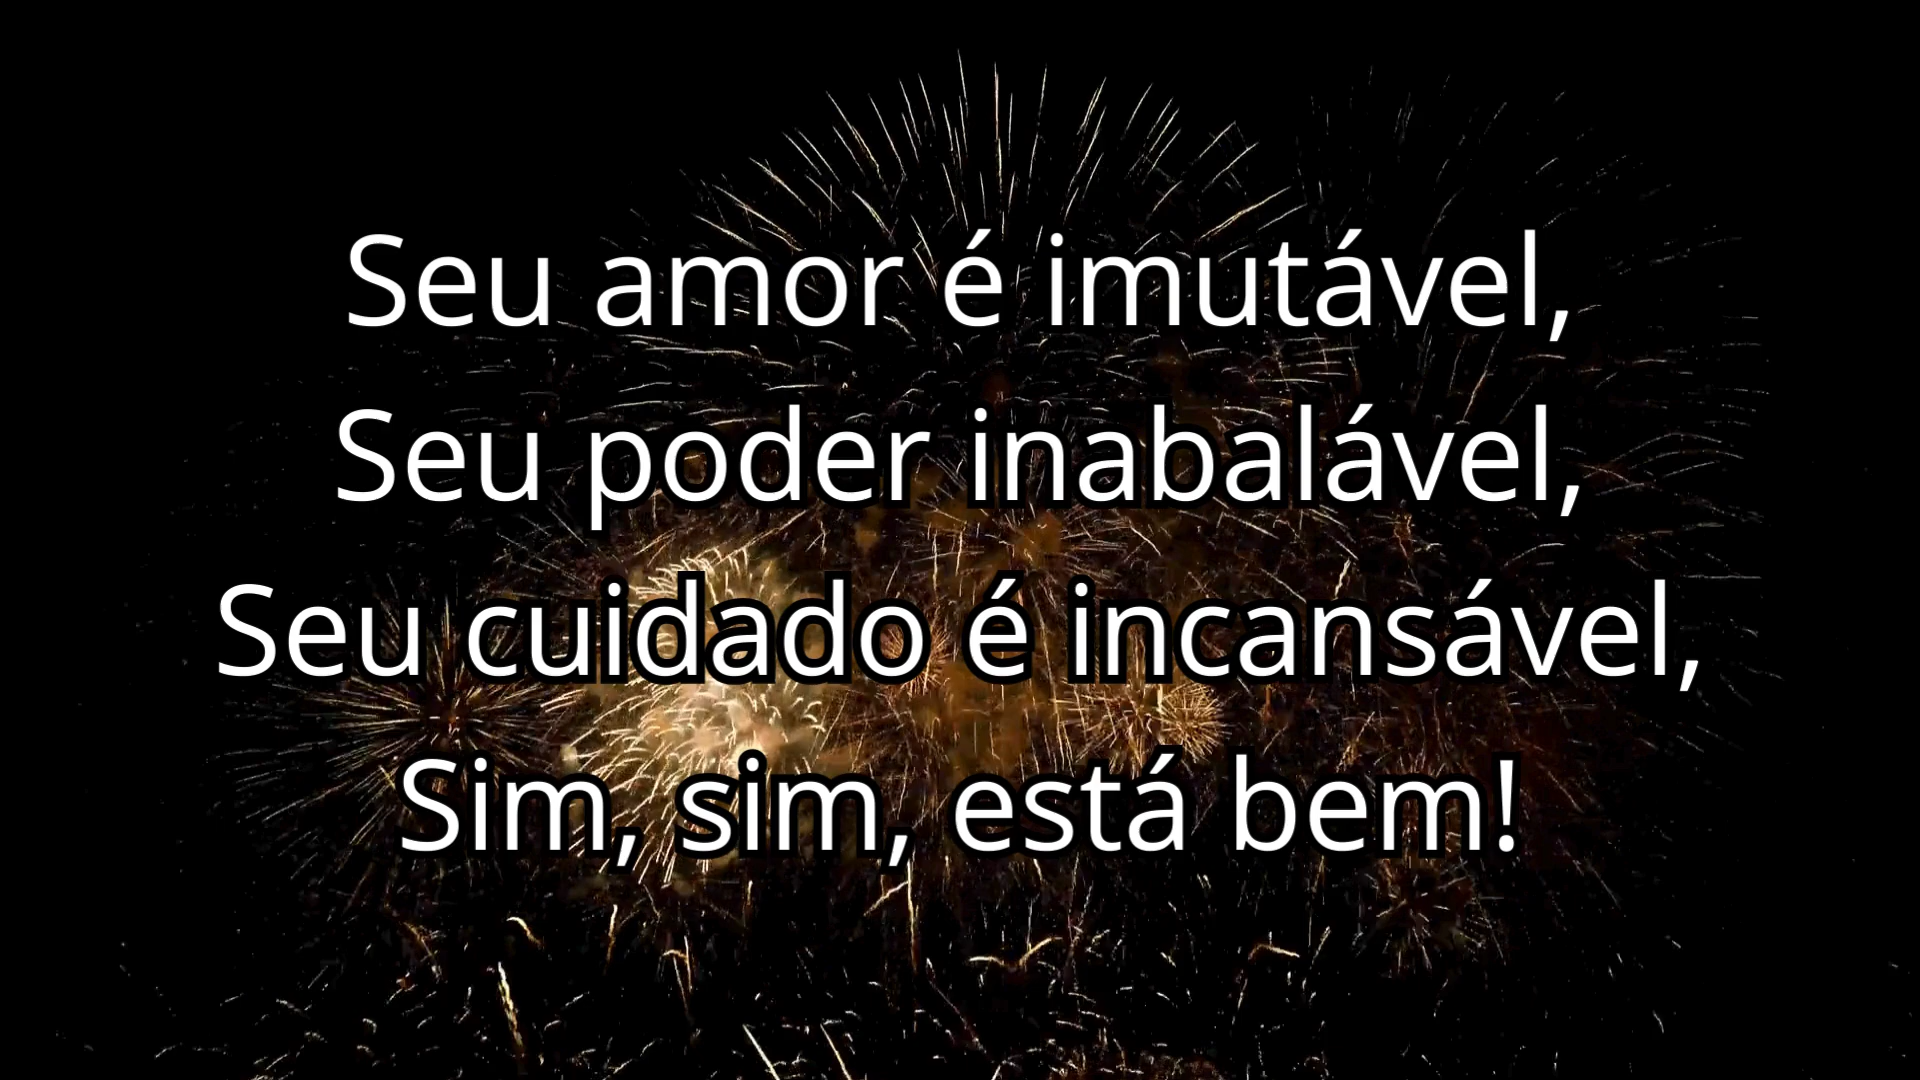 Seu amor é imutável,
Seu poder inabalável,
Seu cuidado é incansável,
Sim, sim, está bem!